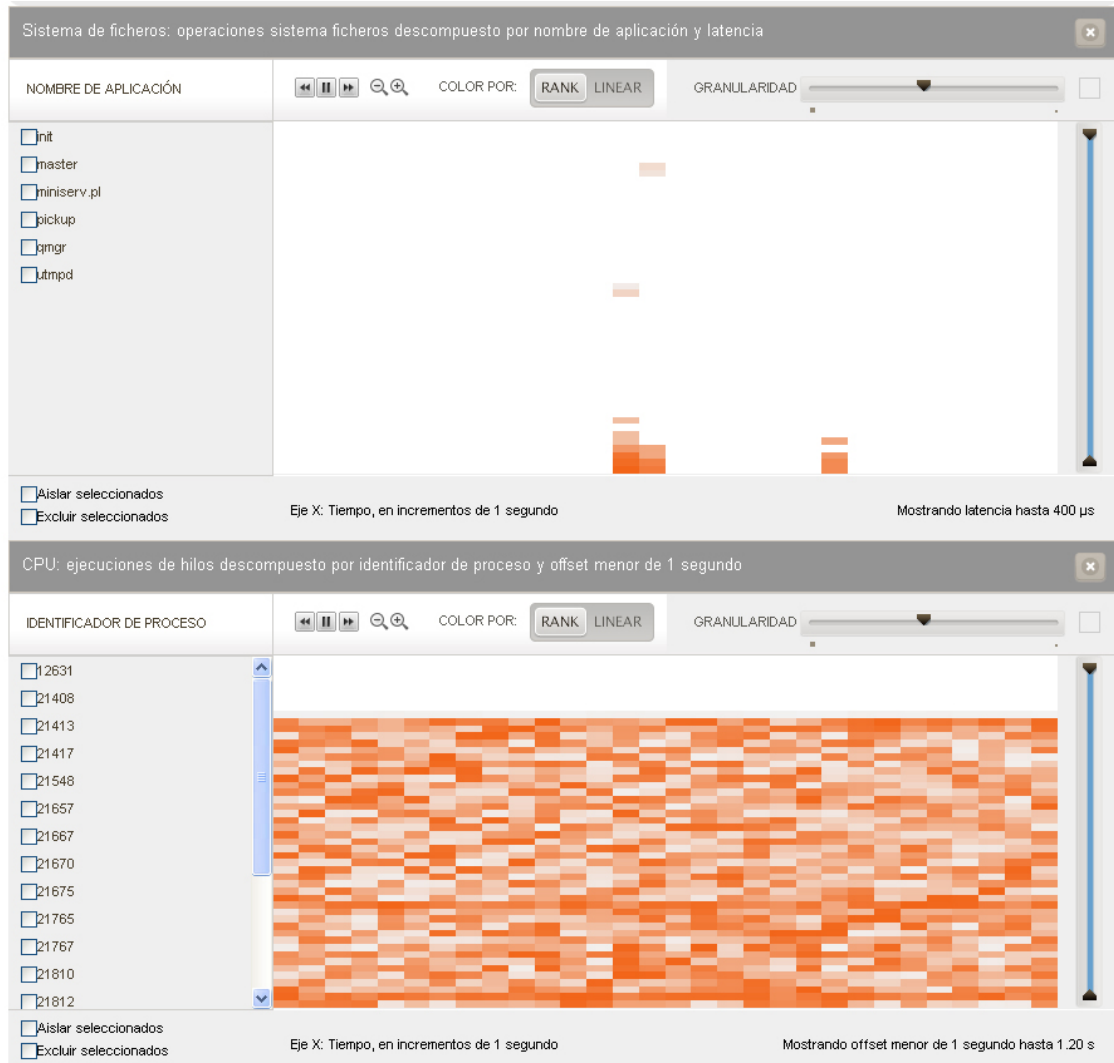 Sistema de ficheros: operaciones sistema ficheros descompuesto por nombre de aplicación y latencia
NOMBRE DE APLICACIÓN
COLOR POR: RANK LINEAR
GRANULARIDAD
init
master
miniserv.pl
pickup
qmgr
utmpd
Aislar seleccionados
Excluir seleccionados
Eje X: Tiempo, en incrementos de 1 segundo
Mostrando latencia hasta 400 µs
CPU: ejecuciones de hilos descompuesto por identificador de proceso y offset menor de 1 segundo
IDENTIFICADOR DE PROCESO
COLOR POR: RANK LINEAR
GRANULARIDAD
12631
21408
21413
21417
21548
21657
21667
21670
21675
21765
21767
21810
21812
Aislar seleccionados
Excluir seleccionados
Eje X: Tiempo, en incrementos de 1 segundo
Mostrando offset menor de 1 segundo hasta 1.20 s